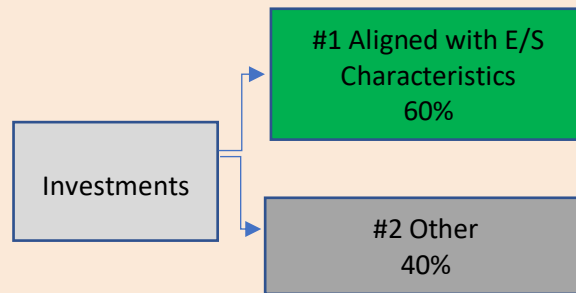 #1 Aligned with E/S
Characteristics
60%
Investments
#2 Other
40%